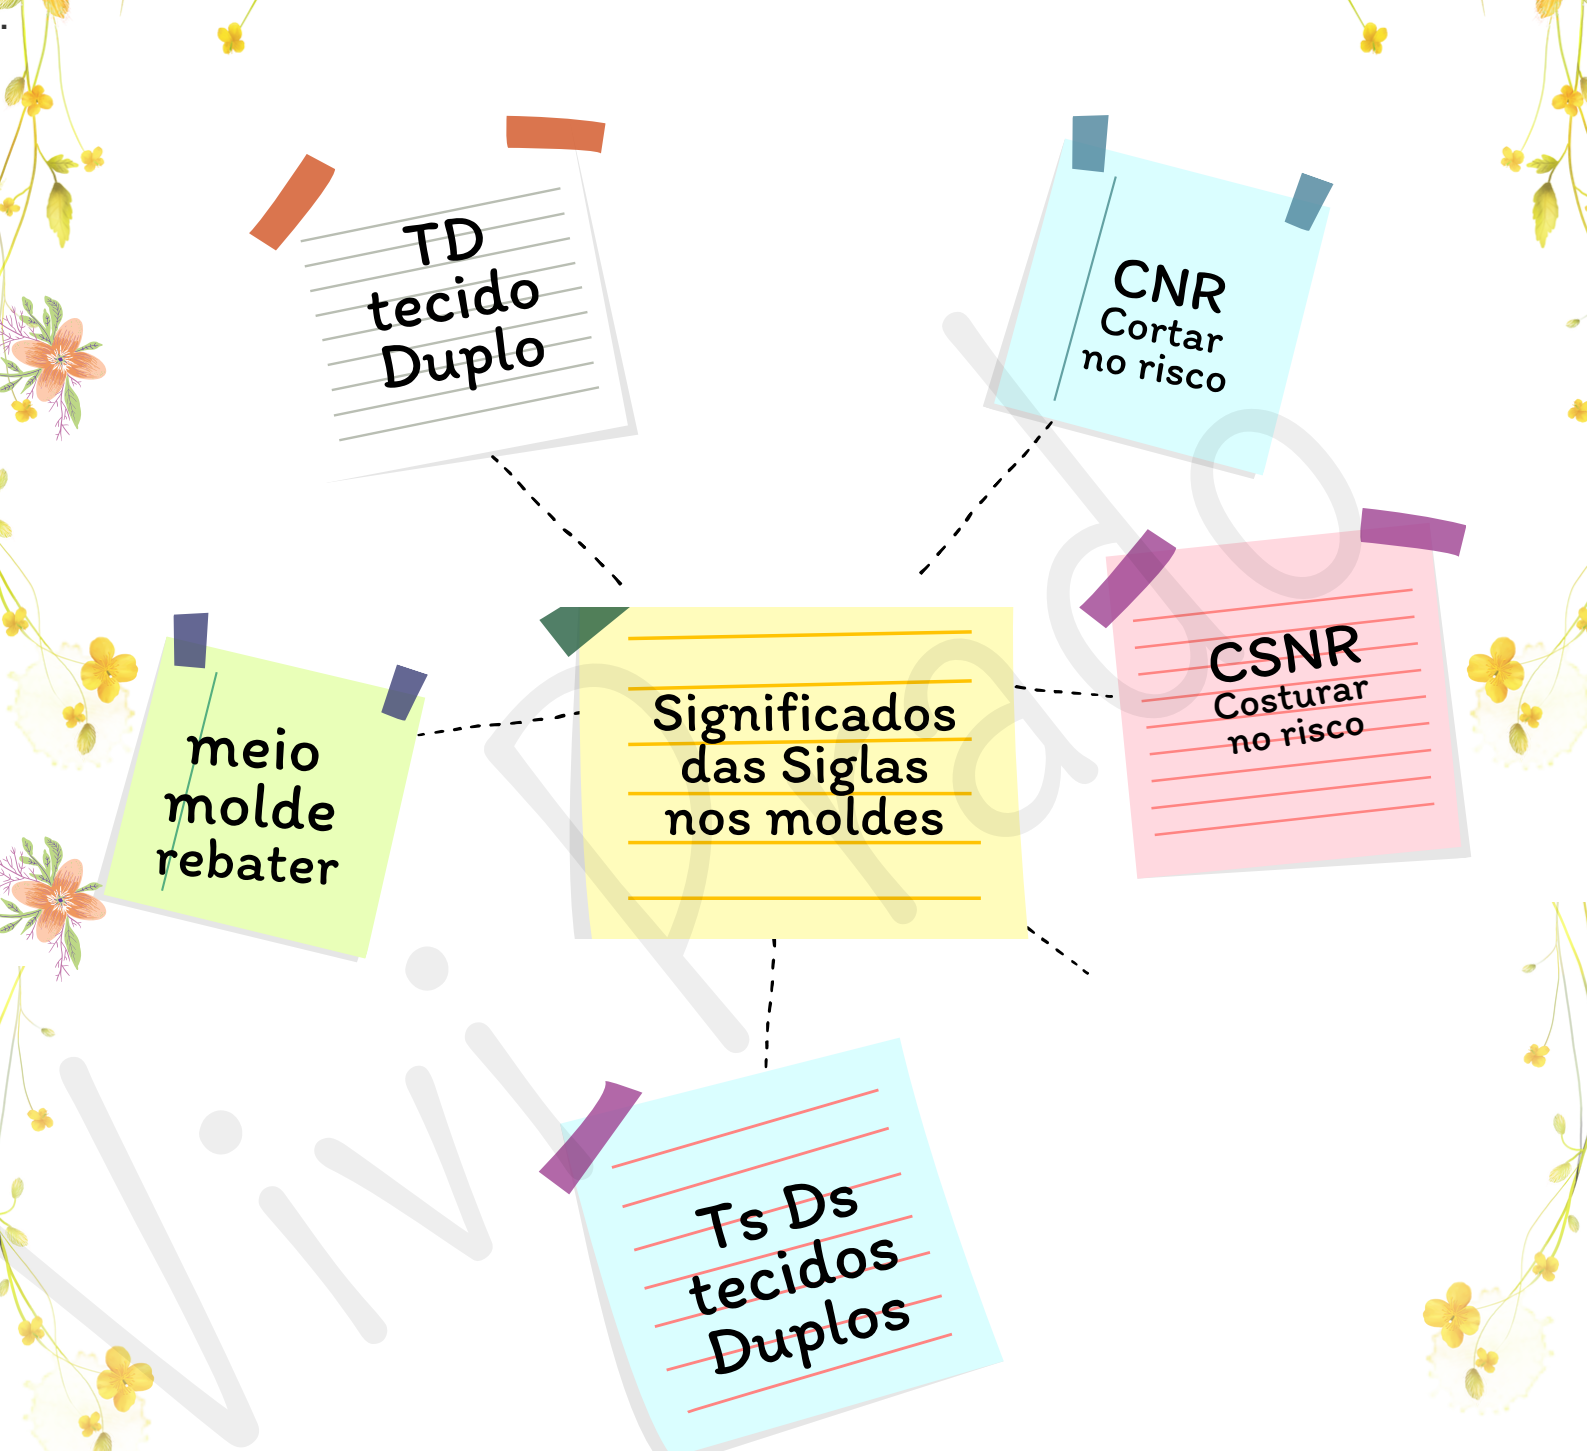 .
TD
tecido
Duplo
CNR
Cortar
no risco
CSNR
Costurar
no risco
meio
molde
rebater
Significados
das Siglas
nos moldes
Ts Ds
tecidos
Duplos
Vivi Prado